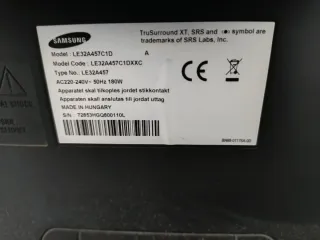 SAMSUNG
TruSurround XT, SRS and (●) symbol are
trademarks of SRS Labs, Inc.
Model : LE32A457C1D A
Model Code : LE32A457C1DXXC
Type No. : LE32A457
AC220-240V~ 50Hz 180W
Apparatet skal tilkoples jordet stikkontakt
Apparaten skall anslutas till jordat uttag
MADE IN HUNGARY
S/N :
CE